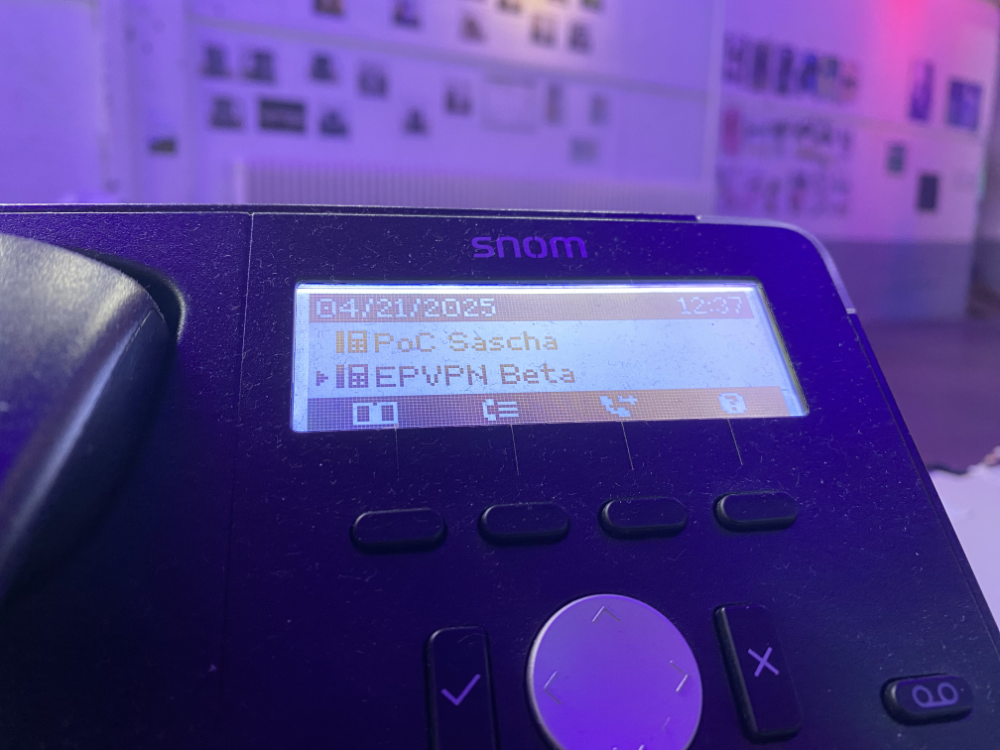 snom
04/21/2025 12:37
PoC Sascha
EPVPN Beta